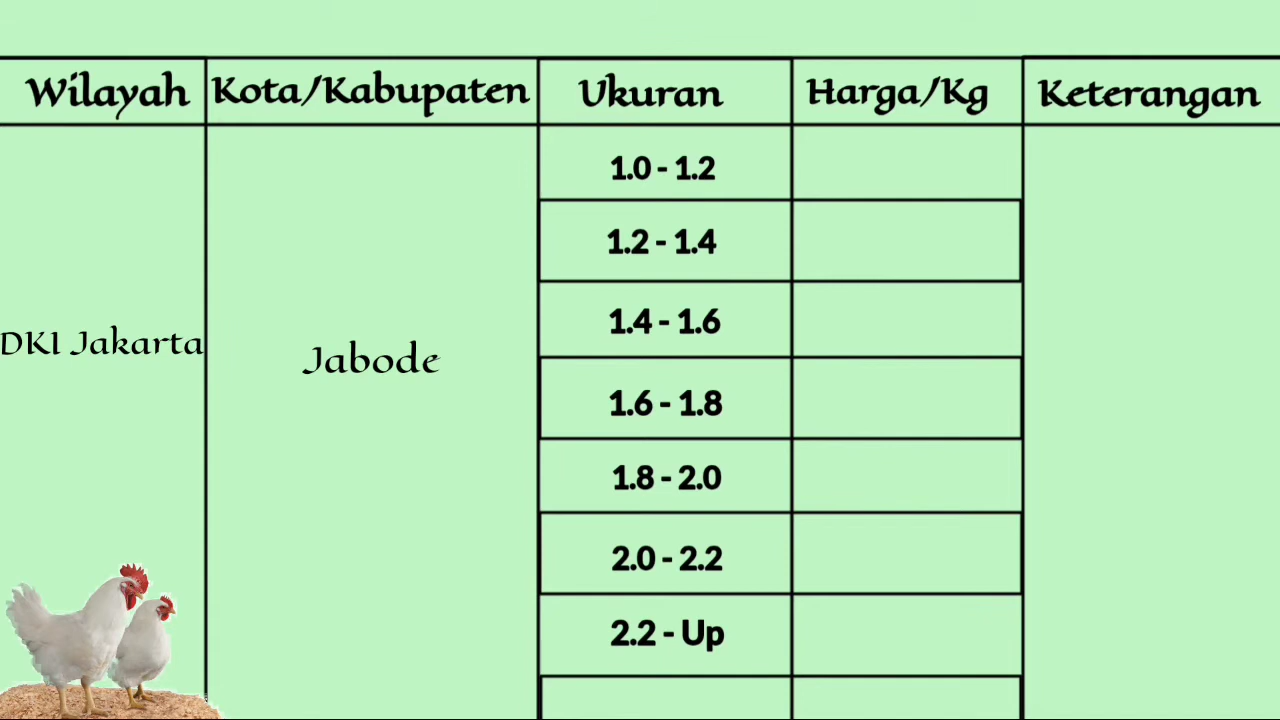 Wilayah Kota/Kabupaten Ukuran Harga/Kg Keterangan
1.0 - 1.2
1.2 - 1.4
1.4 - 1.6
DKI Jakarta
Jabode
1.6 - 1.8
1.8 - 2.0
2.0 - 2.2
2.2 - Up